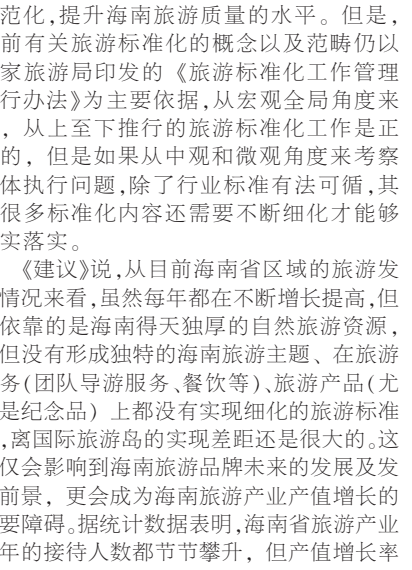 范化,提升海南旅游质量的水平。但是,
前有关旅游标准化的概念以及范畴仍以
家旅游局印发的《旅游标准化工作管理
行办法》为主要依据,从宏观全局角度来
,从上至下推行的旅游标准化工作是正
的,但是如果从中观和微观角度来考察
体执行问题,除了行业标准有法可循,其
很多标准化内容还需要不断细化才能够
实落实。
《建议》说,从目前海南省区域的旅游发
情况来看,虽然每年都在不断增长提高,但
依靠的是海南得天独厚的自然旅游资源,
但没有形成独特的海南旅游主题、在旅游
务(团队导游服务、餐饮等)、旅游产品(尤
是纪念品)上都没有实现细化的旅游标准
,离国际旅游岛的实现差距还是很大的。这
仅会影响到海南旅游品牌未来的发展及发
前景,更会成为海南旅游产业产值增长的
要障碍。据统计数据表明,海南省旅游产业
年的接待人数都节节攀升,但产值增长率